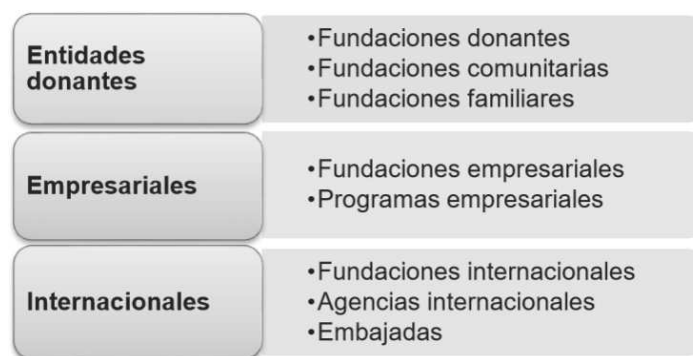 Entidades
donantes
•Fundaciones donantes
•Fundaciones comunitarias
•Fundaciones familiares
Empresariales
•Fundaciones empresariales
•Programas empresariales
Internacionales
•Fundaciones internacionales
•Agencias internacionales
•Embajadas